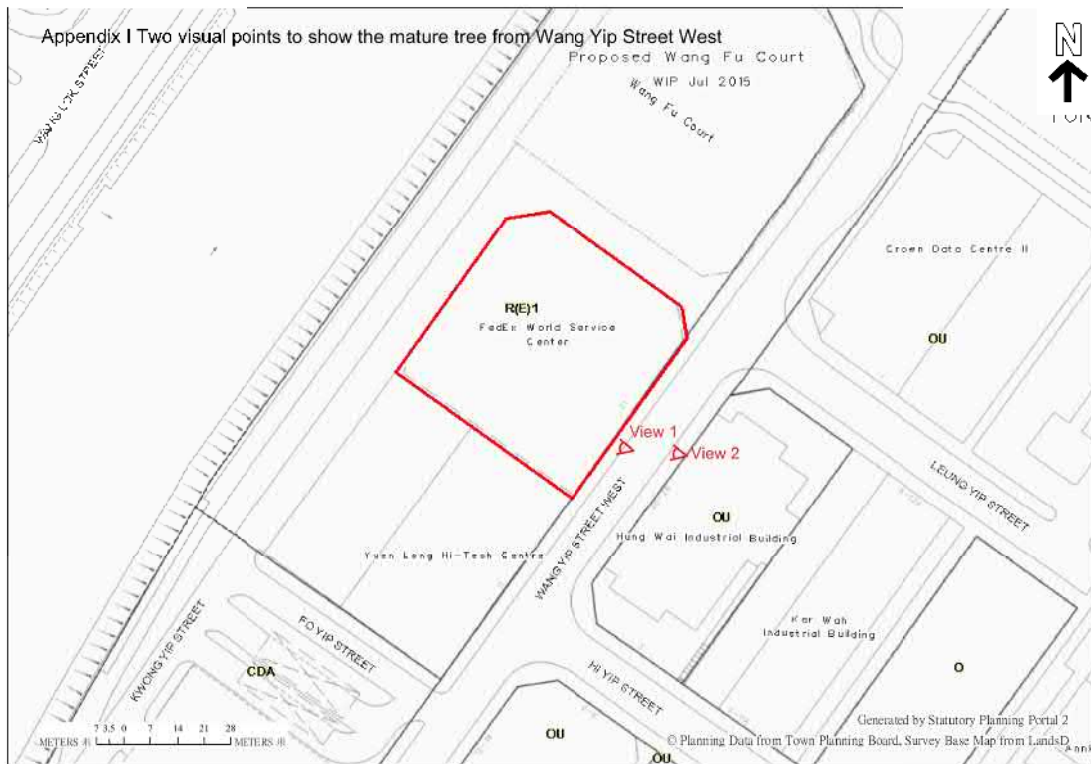 Appendix I Two visual points to show the mature tree from Wang Yip Street West
N
Proposed Wang Fu Court
WIP Jul 2015
Wang Fu Court
Crown Data Centre II
OU
R(E)1
FedEx World Service
Center
View 1
View 2
LEUNG YIP STREET
OU
Hung Wai Industrial Building
WANG YIP STREET WEST
Yuen Long Hi-Tech Centre
KWONG YIP STREET
FO YIP STREET
CDA
Kar Wah
Industrial Building
HI YIP STREET
O
OU
OU
7 3.5 0 7 14 21 28
METERS 米 METERS 米
Generated by Statutory Planning Portal 2
© Planning Data from Town Planning Board, Survey Base Map from LandsD